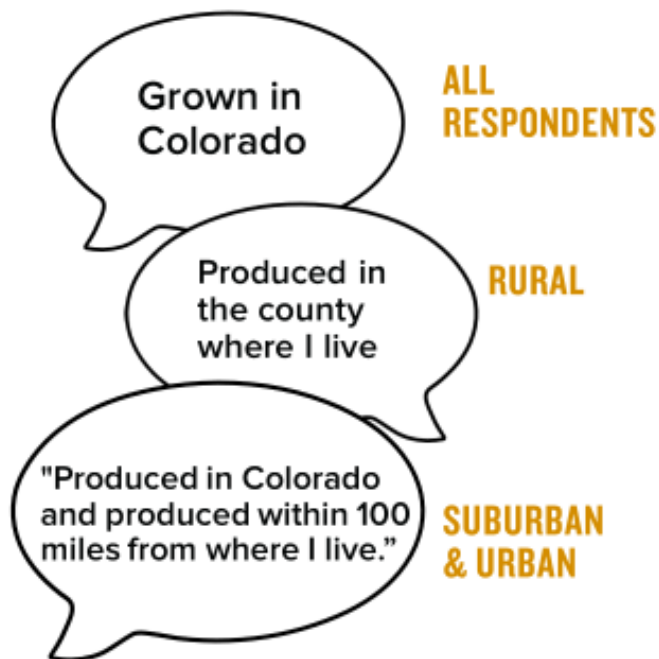 Grown in
Colorado
ALL
RESPONDENTS
Produced in
the county
where I live
RURAL
"Produced in Colorado
and produced within 100
miles from where I live.”
SUBURBAN
& URBAN